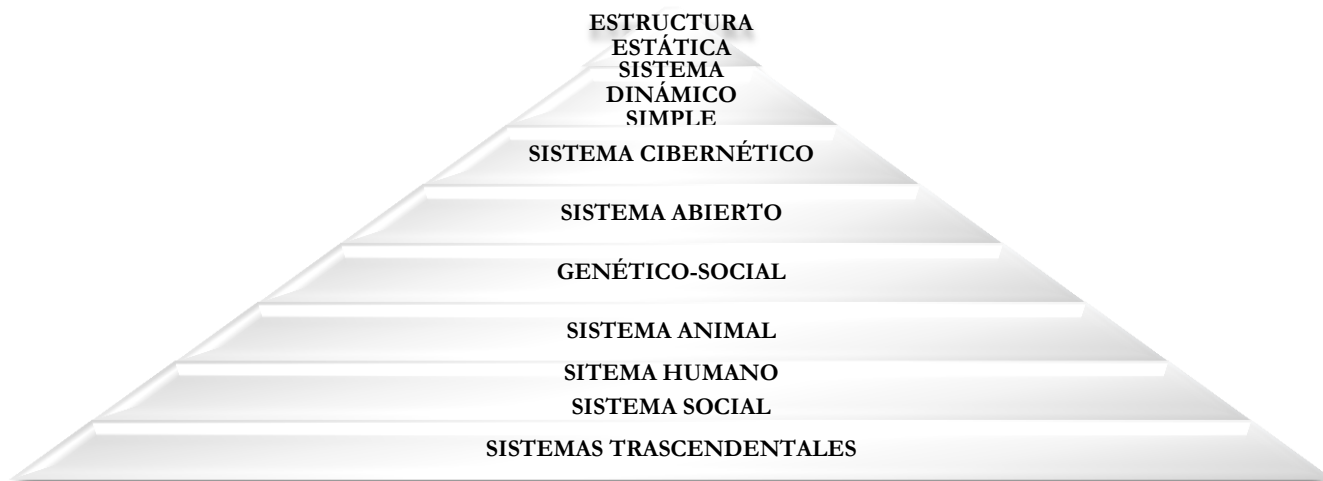 ESTRUCTURA
ESTÁTICA
SISTEMA
DINÁMICO
SIMPLE
SISTEMA CIBERNÉTICO
SISTEMA ABIERTO
GENÉTICO-SOCIAL
SISTEMA ANIMAL
SITEMA HUMANO
SISTEMA SOCIAL
SISTEMAS TRASCENDENTALES